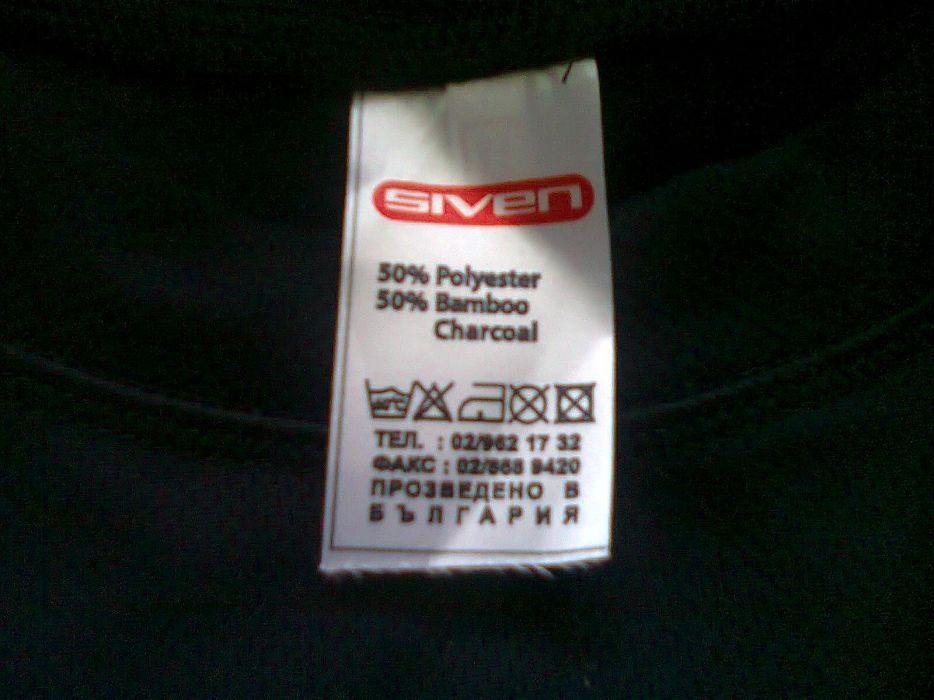 SIVEN
50% Polyester
50% Bamboo
Charcoal
ТЕЛ. : 02/962 17 32
ФАКС : 02/868 9420
ПРОЗВЕДЕНО В
БЪЛГАРИЯ